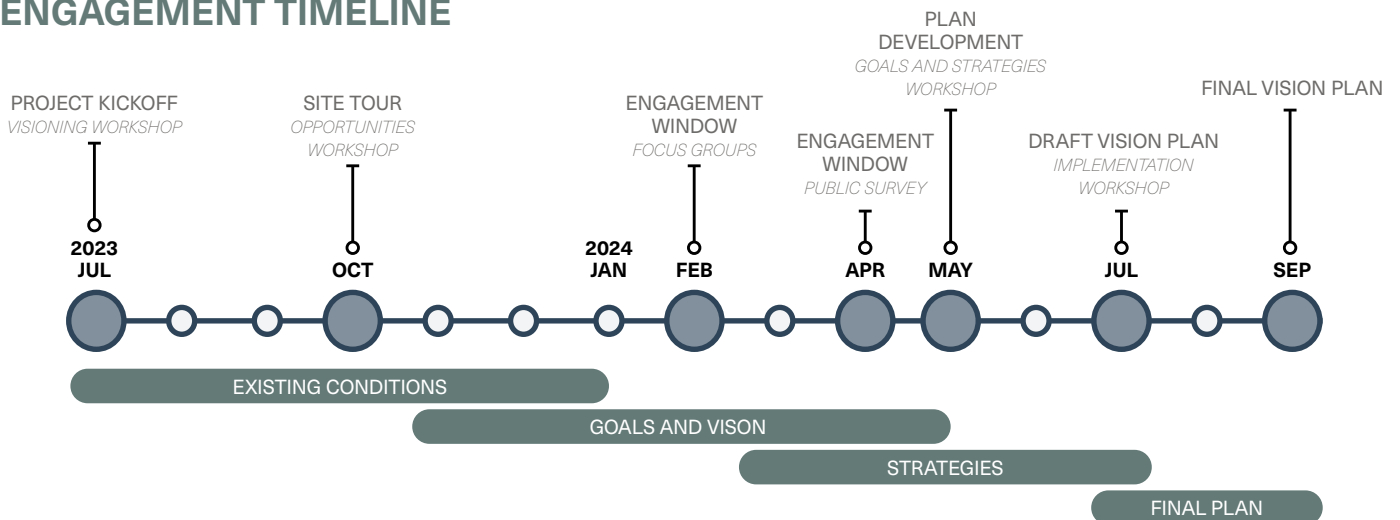 ENGAGEMENT TIMELINE
PROJECT KICKOFF
VISIONING WORKSHOP
SITE TOUR
OPPORTUNITIES
WORKSHOP
ENGAGEMENT
WINDOW
FOCUS GROUPS
ENGAGEMENT
WINDOW
PUBLIC SURVEY
PLAN
DEVELOPMENT
GOALS AND STRATEGIES
WORKSHOP
DRAFT VISION PLAN
IMPLEMENTATION
WORKSHOP
FINAL VISION PLAN
2023
JUL
OCT
2024
JAN
FEB
APR
MAY
JUL
SEP
EXISTING CONDITIONS
GOALS AND VISON
STRATEGIES
FINAL PLAN